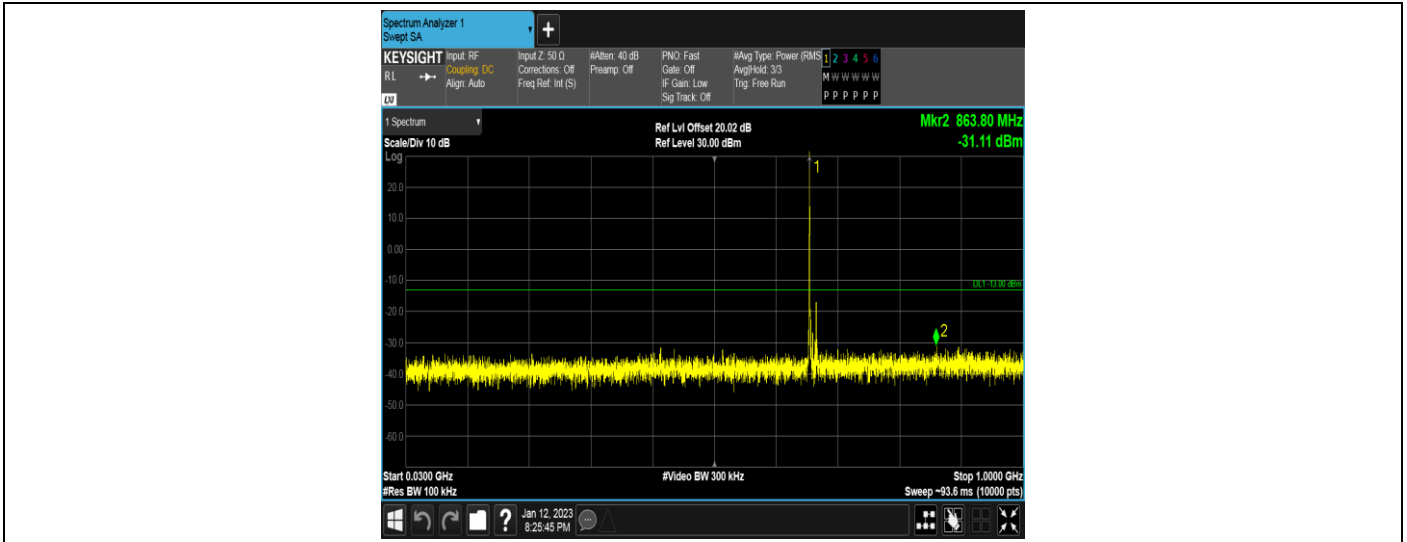 Spectrum Analyzer 1
Swept SA
+
KEYSIGHT
RL
LXI
Input: RF
Coupling: DC
Align: Auto
Input Z: 50 Ω
Corrections: Off
Freq Ref: Int (S)
#Atten: 40 dB
Preamp: Off
PNO: Fast
Gate: Off
IF Gain: Low
Sig Track: Off
#Avg Type: Power (RMS
Avg|Hold: 3/3
Trig: Free Run
1 2 3 4 5 6
M W W W W W
P P P P P P
1 Spectrum
Scale/Div 10 dB
Ref Lvl Offset 20.02 dB
Ref Level 30.00 dBm
Mkr2 863.80 MHz
-31.11 dBm
Log
1
20.0
10.0
0.00
-10.0
DL1 -13.00 dBm
-20.0
2
-30.0
-40.0
-50.0
-60.0
Start 0.0300 GHz
#Res BW 100 kHz
#Video BW 300 kHz
Stop 1.0000 GHz
Sweep ~93.6 ms (10000 pts)
?
Jan 12, 2023
8:25:45 PM